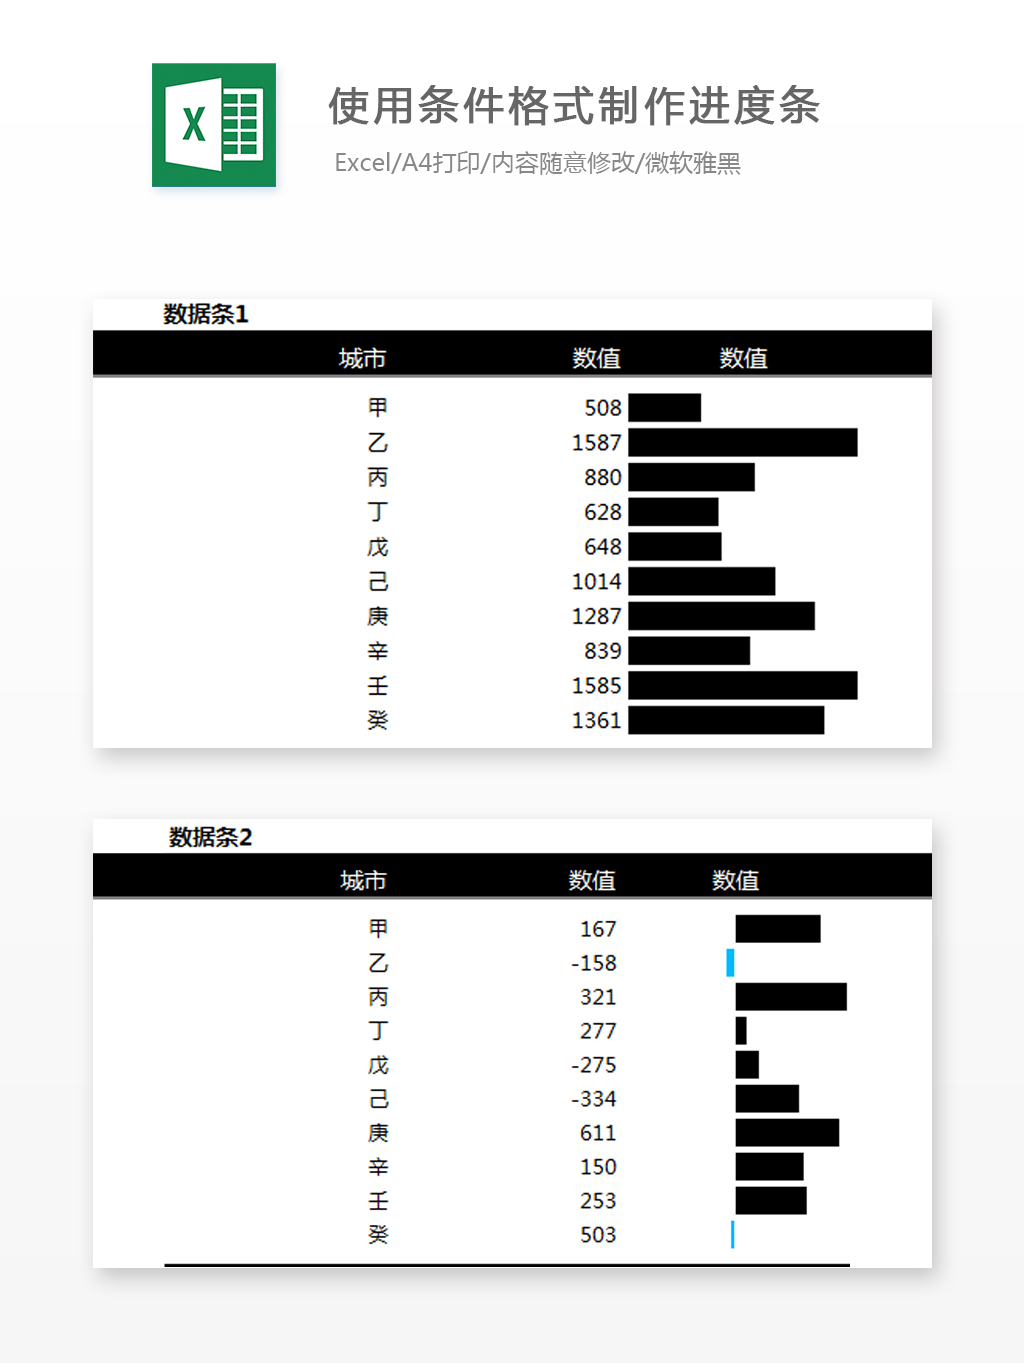 使用条件格式制作进度条
Excel/A4打印/内容随意修改/微软雅黑
数据条1
城市 数值 数值
甲 508
乙 1587
丙 880
丁 628
戊 648
己 1014
庚 1287
辛 839
壬 1585
癸 1361
数据条2
城市 数值 数值
甲 167
乙 -158
丙 321
丁 277
戊 -275
己 -334
庚 611
辛 150
壬 253
癸 503